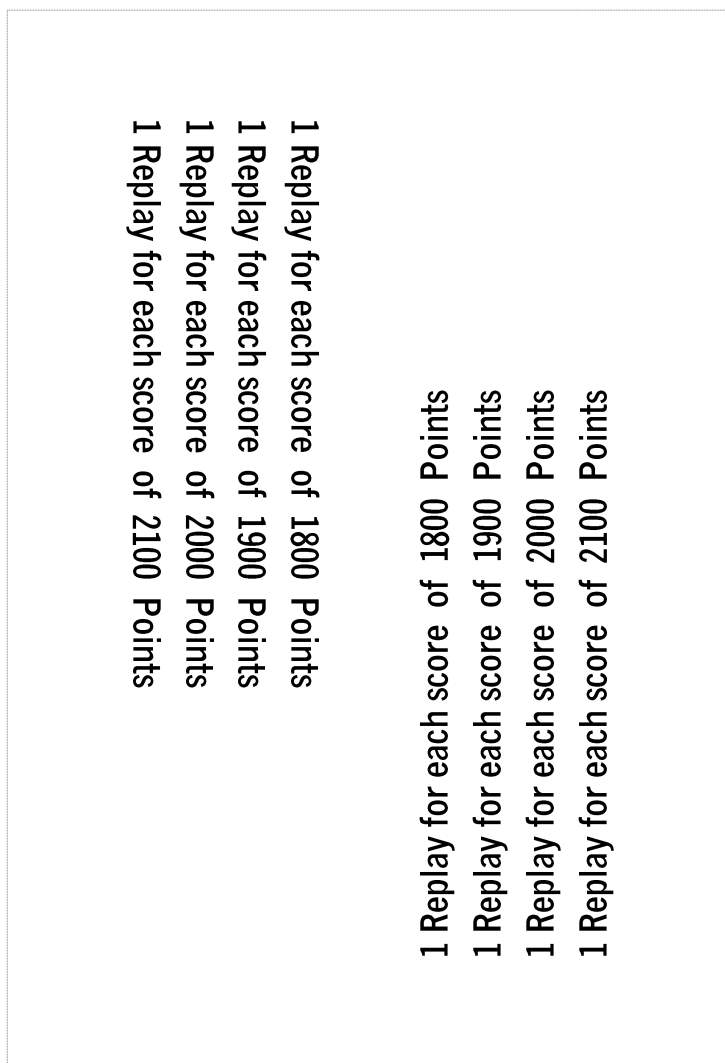 1 Replay for each score of 1800 Points
1 Replay for each score of 1900 Points
1 Replay for each score of 2000 Points
1 Replay for each score of 2100 Points
1 Replay for each score of 1800 Points
1 Replay for each score of 1900 Points
1 Replay for each score of 2000 Points
1 Replay for each score of 2100 Points